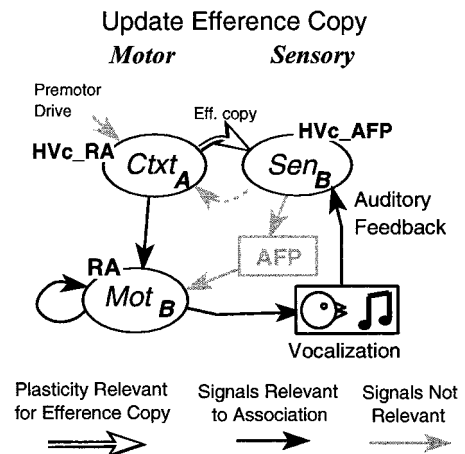 Update Efference Copy
Motor Sensory
Premotor
Drive
Eff. copy
HVc_RA
HVc_AFP
Ctxt A
Sen B
Auditory
Feedback
AFP
RA
Mot B
Vocalization
Plasticity Relevant
for Efference Copy
Signals Relevant
to Association
Signals Not
Relevant